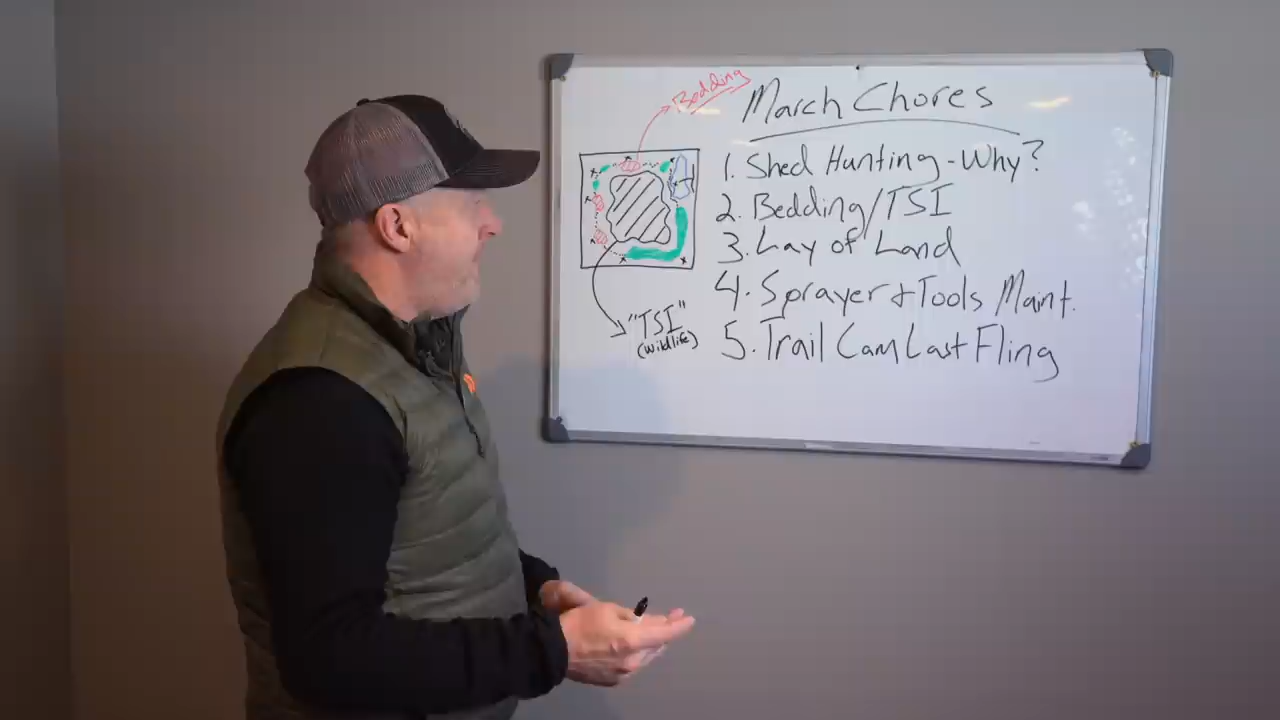 Bedding
March Chores
1. Shed Hunting - Why?
2. Bedding/TSI
3. Lay of Land
4. Sprayer & Tools Maint.
5. Trail Cam Last Fling
"TSI"
(wildlife)